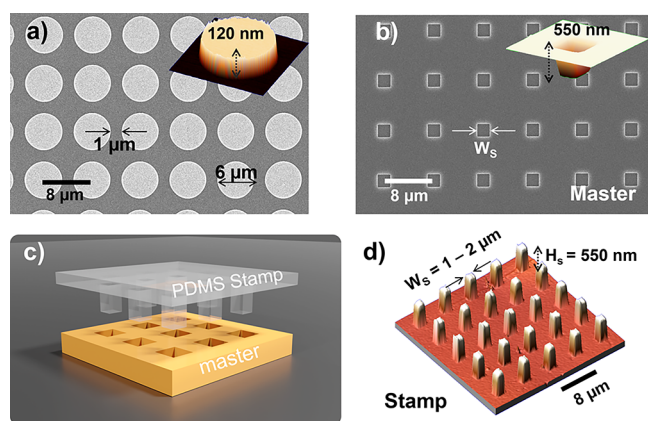 a)
120 nm
1 µm
6 µm
8 µm
b)
550 nm
W_S
8 µm
Master
c)
PDMS Stamp
master
d)
W_S = 1 – 2 µm
H_s = 550 nm
Stamp
8 µm